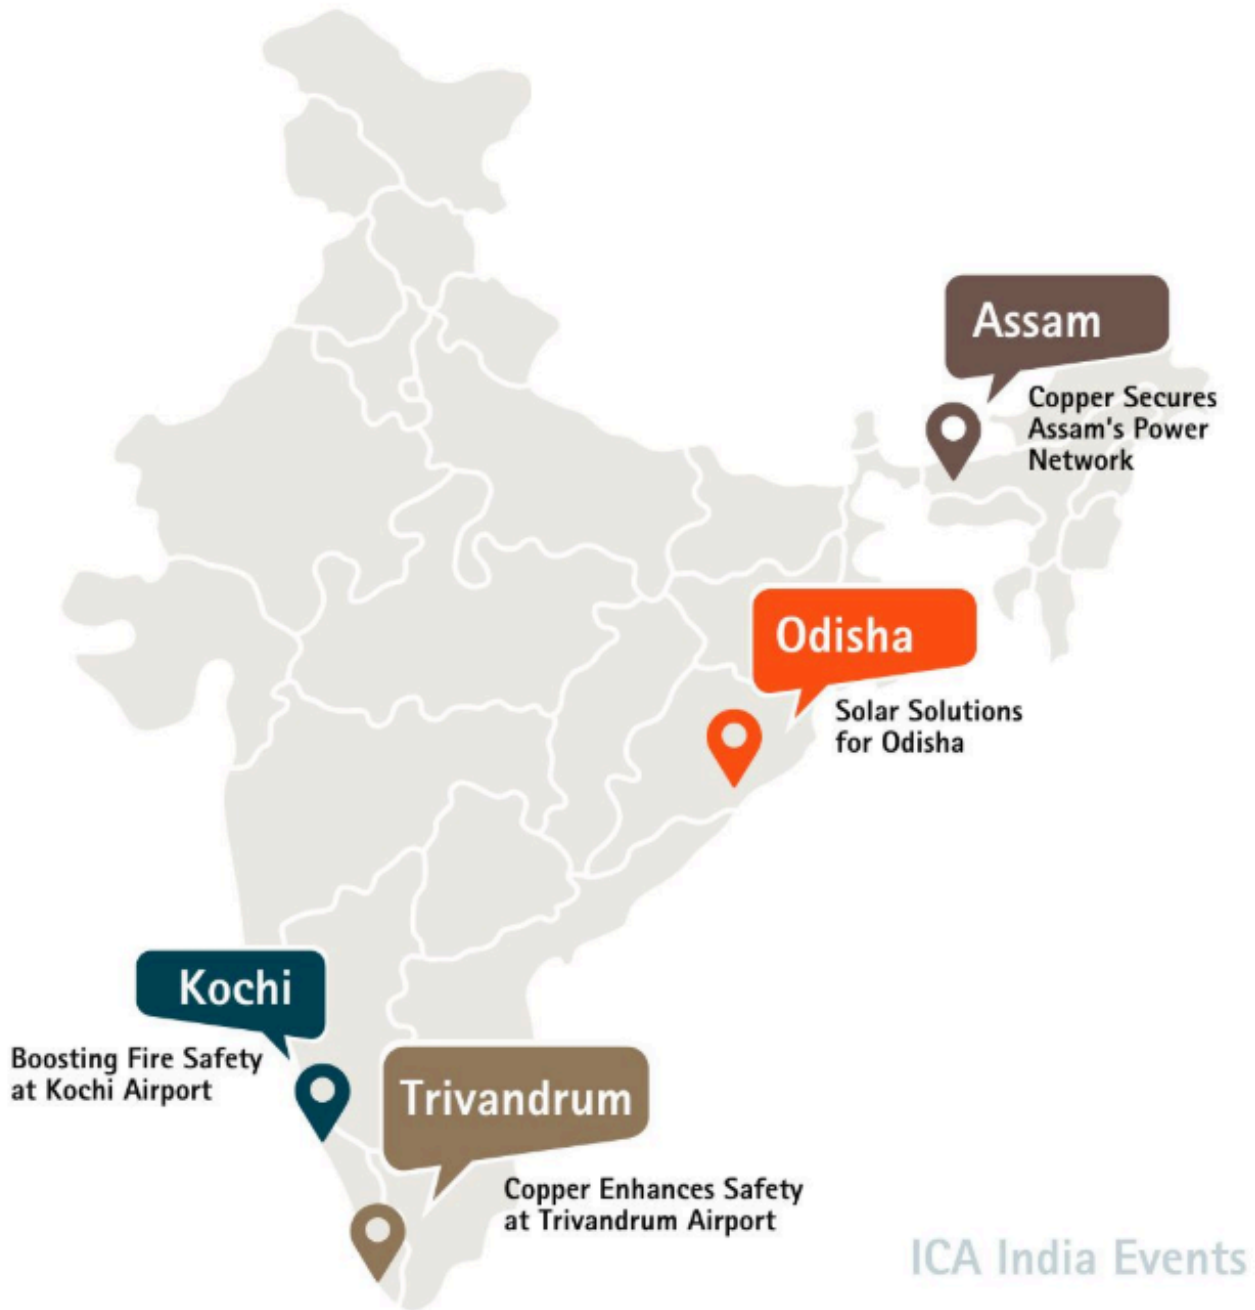 Assam
Copper Secures
Assam's Power
Network
Odisha
Solar Solutions
for Odisha
Kochi
Boosting Fire Safety
at Kochi Airport
Trivandrum
Copper Enhances Safety
at Trivandrum Airport
ICA India Events